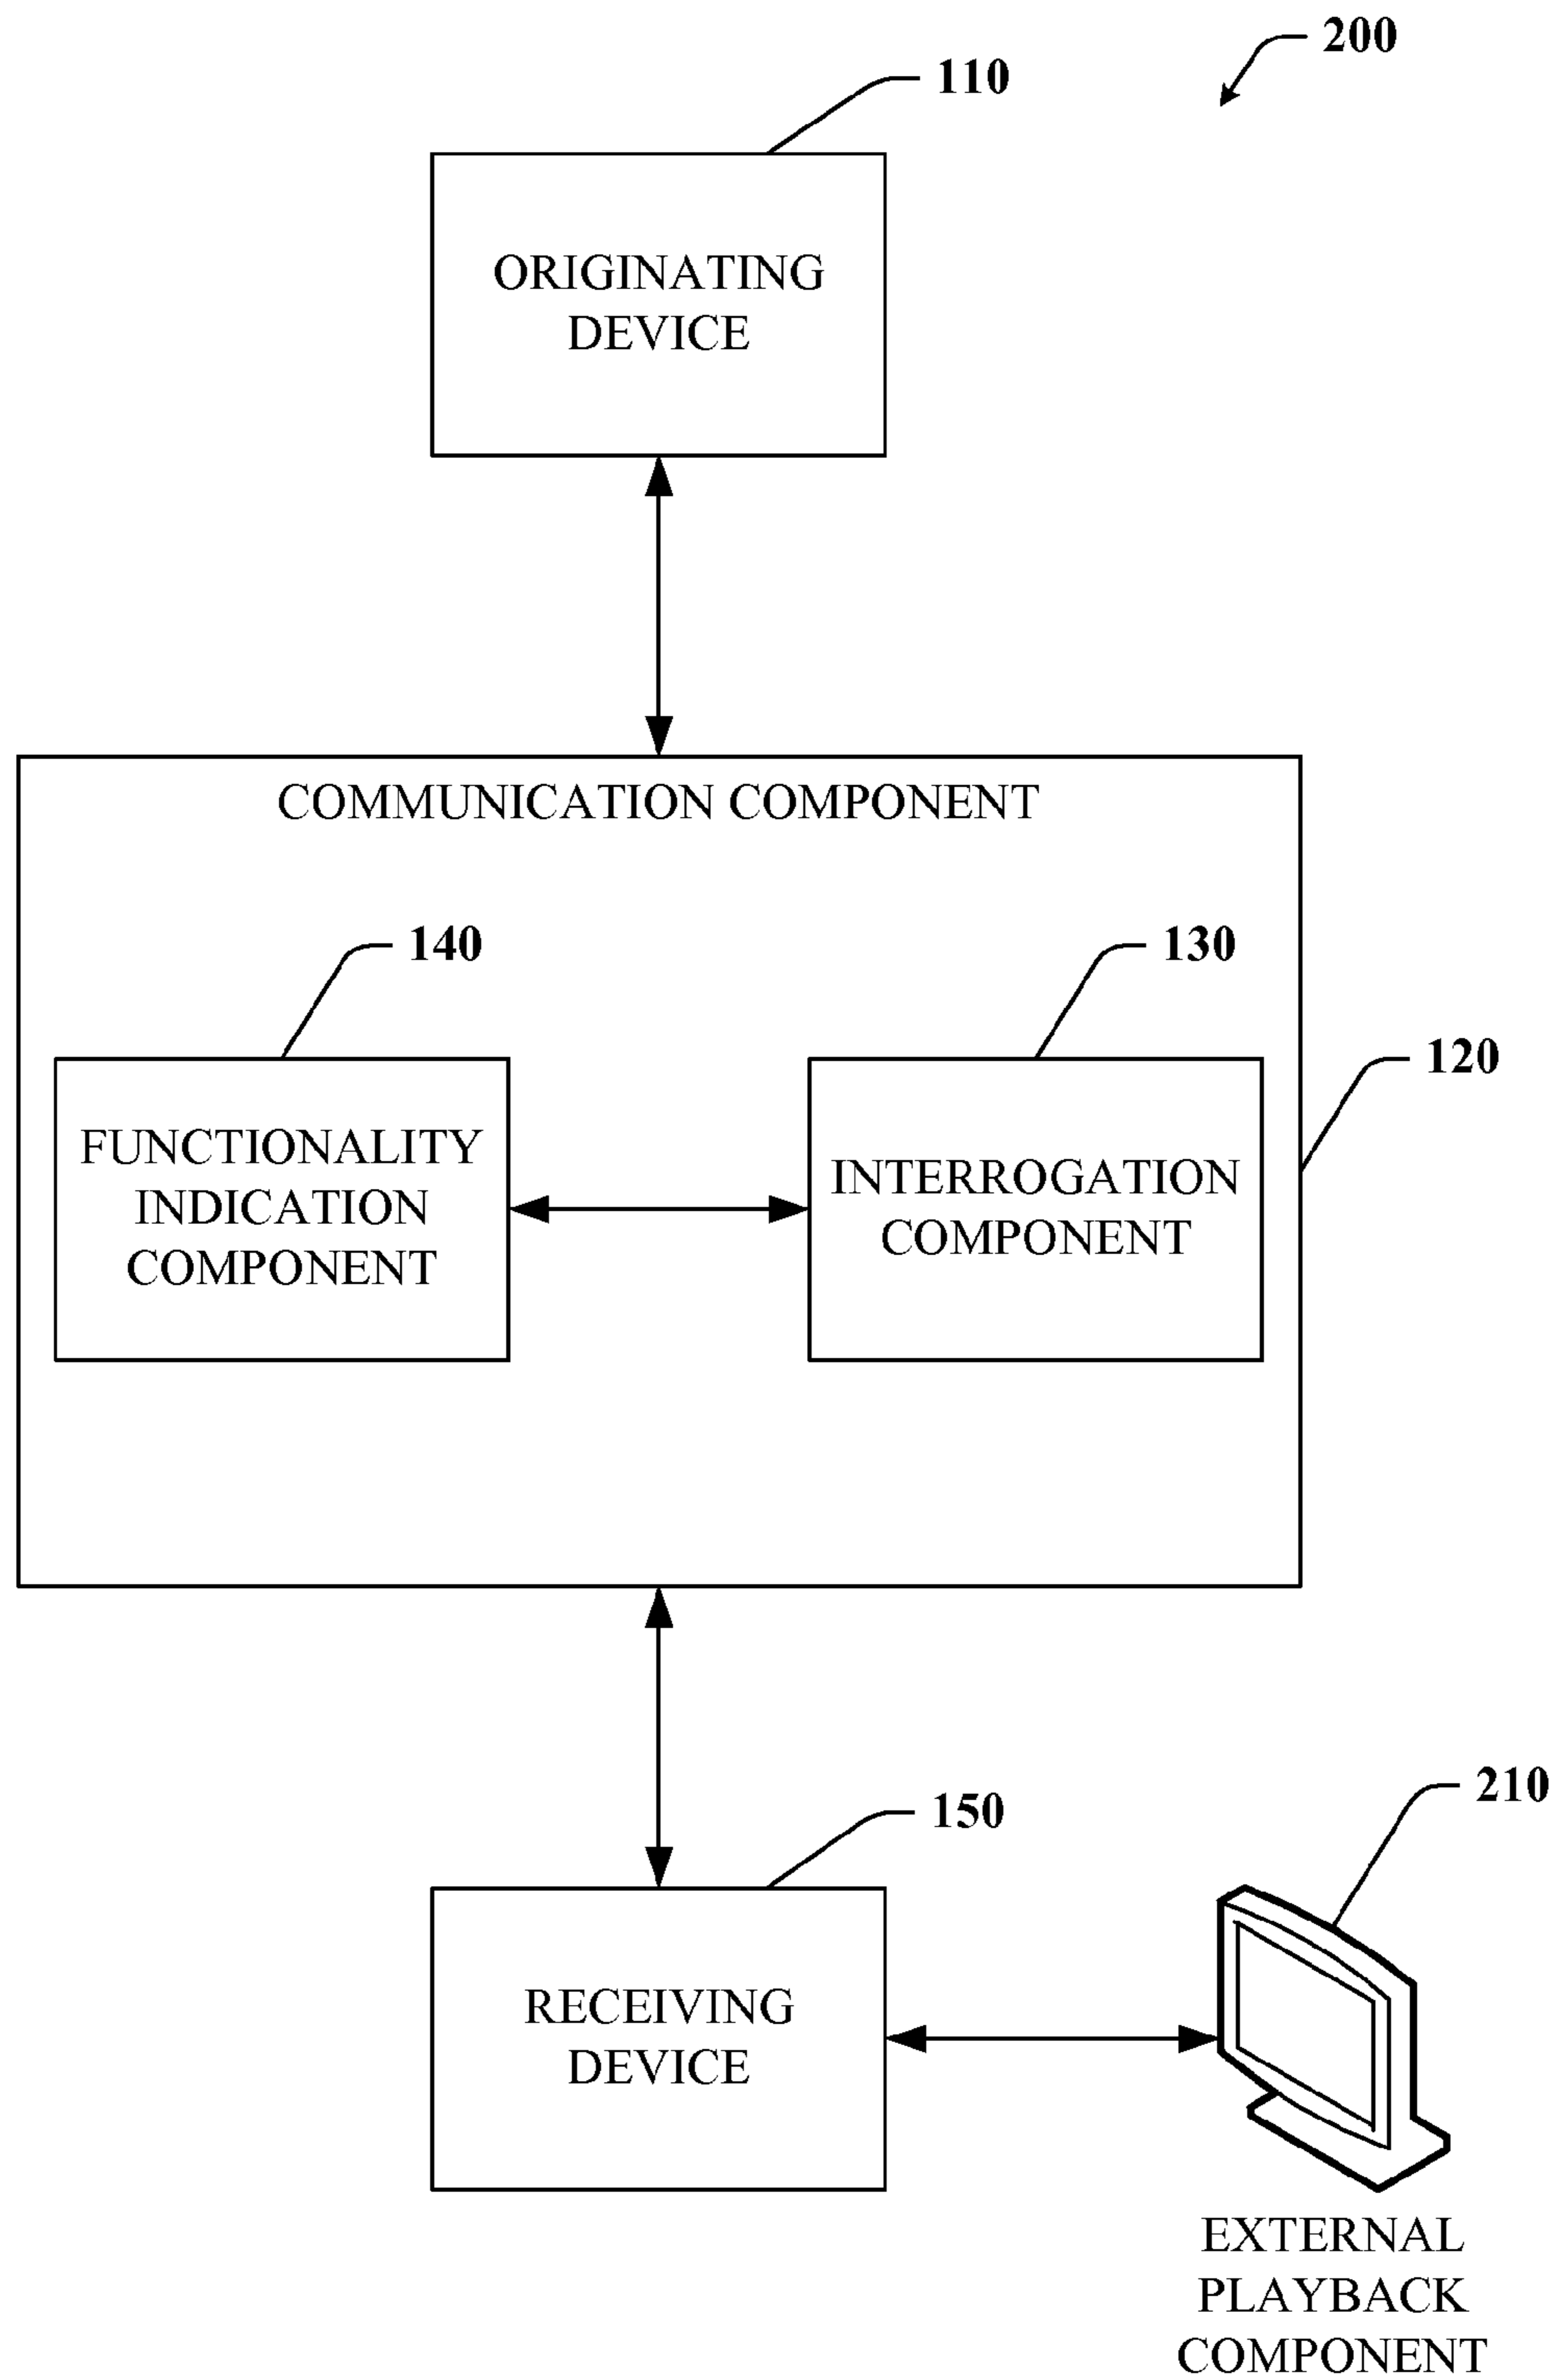 200
110
ORIGINATING
DEVICE
COMMUNICATION COMPONENT
140
130
120
FUNCTIONALITY
INDICATION
COMPONENT
INTERROGATION
COMPONENT
150
210
RECEIVING
DEVICE
EXTERNAL
PLAYBACK
COMPONENT